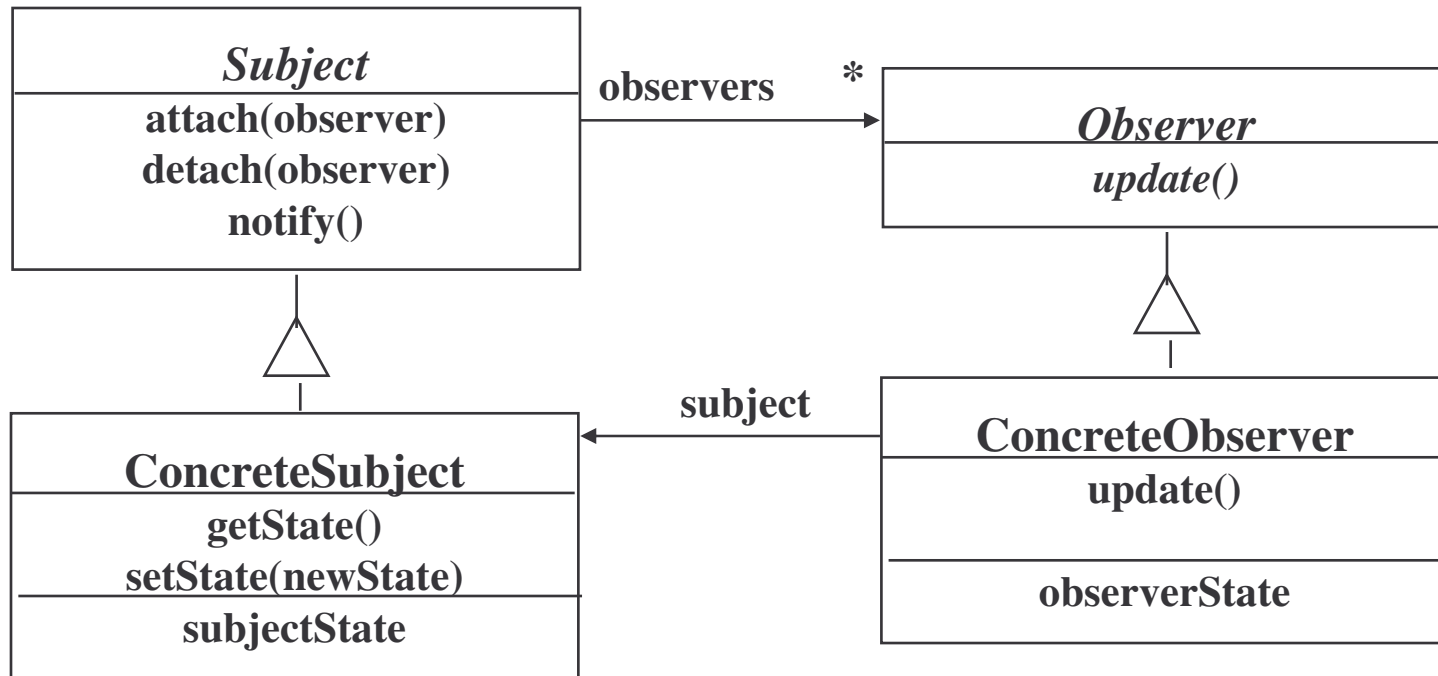 Subject
attach(observer)
detach(observer)
notify()
observers
*
Observer
update()
ConcreteSubject
getState()
setState(newState)
subjectState
subject
ConcreteObserver
update()
observerState